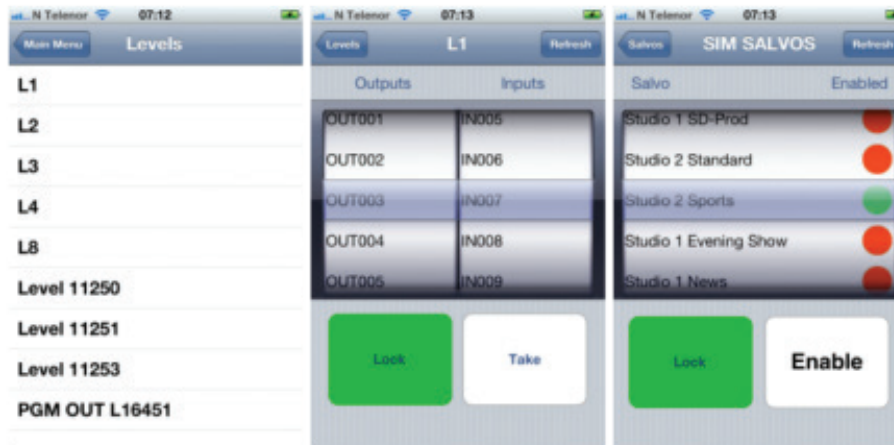 N Telenor 07:12
Main Menu Levels
L1
L2
L3
L4
L8
Level 11250
Level 11251
Level 11253
PGM OUT L16451
N Telenor 07:13
Levels L1 Refresh
Outputs Inputs
OUT001 IN005
OUT002 IN006
OUT003 IN007
OUT004 IN008
OUT005 IN009
Lock Take
N Telenor 07:13
Salvos SIM SALVOS Refresh
Salvo Enabled
Studio 1 SD-Prod
Studio 2 Standard
Studio 2 Sports
Studio 1 Evening Show
Studio 1 News
Lock Enable